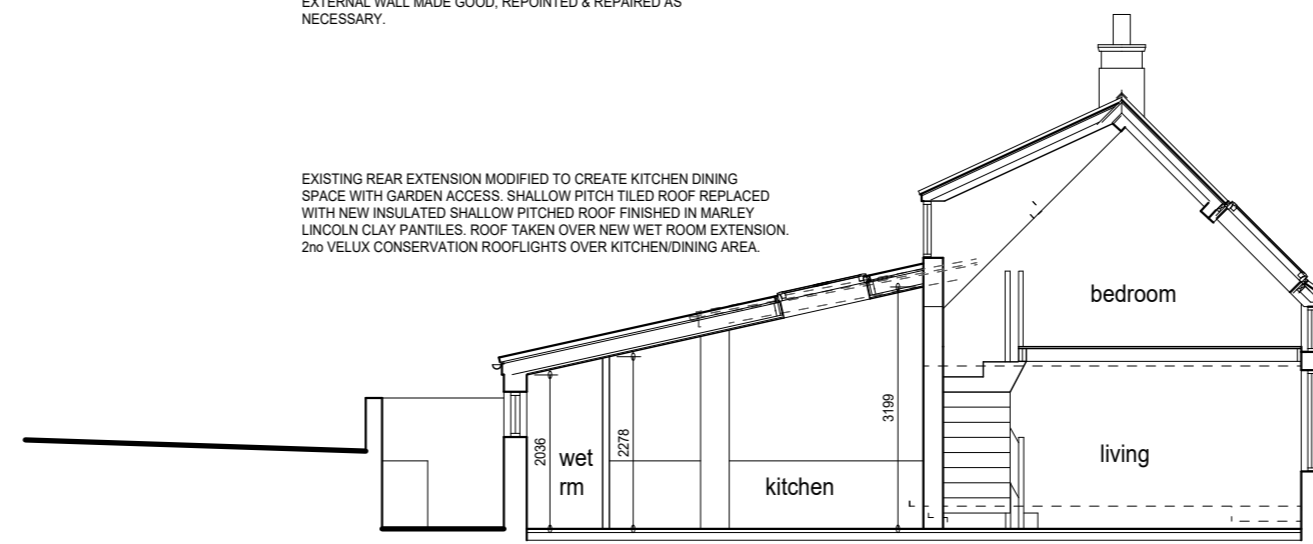 EXTERNAL WALL MADE GOOD, REPOINTED & REPAIRED AS
NECESSARY.
EXISTING REAR EXTENSION MODIFIED TO CREATE KITCHEN DINING
SPACE WITH GARDEN ACCESS. SHALLOW PITCH TILED ROOF REPLACED
WITH NEW INSULATED SHALLOW PITCHED ROOF FINISHED IN MARLEY
LINCOLN CLAY PANTILES. ROOF TAKEN OVER NEW WET ROOM EXTENSION.
2no VELUX CONSERVATION ROOFLIGHTS OVER KITCHEN/DINING AREA.
bedroom
2036
wet
rm
2278
kitchen
3199
living